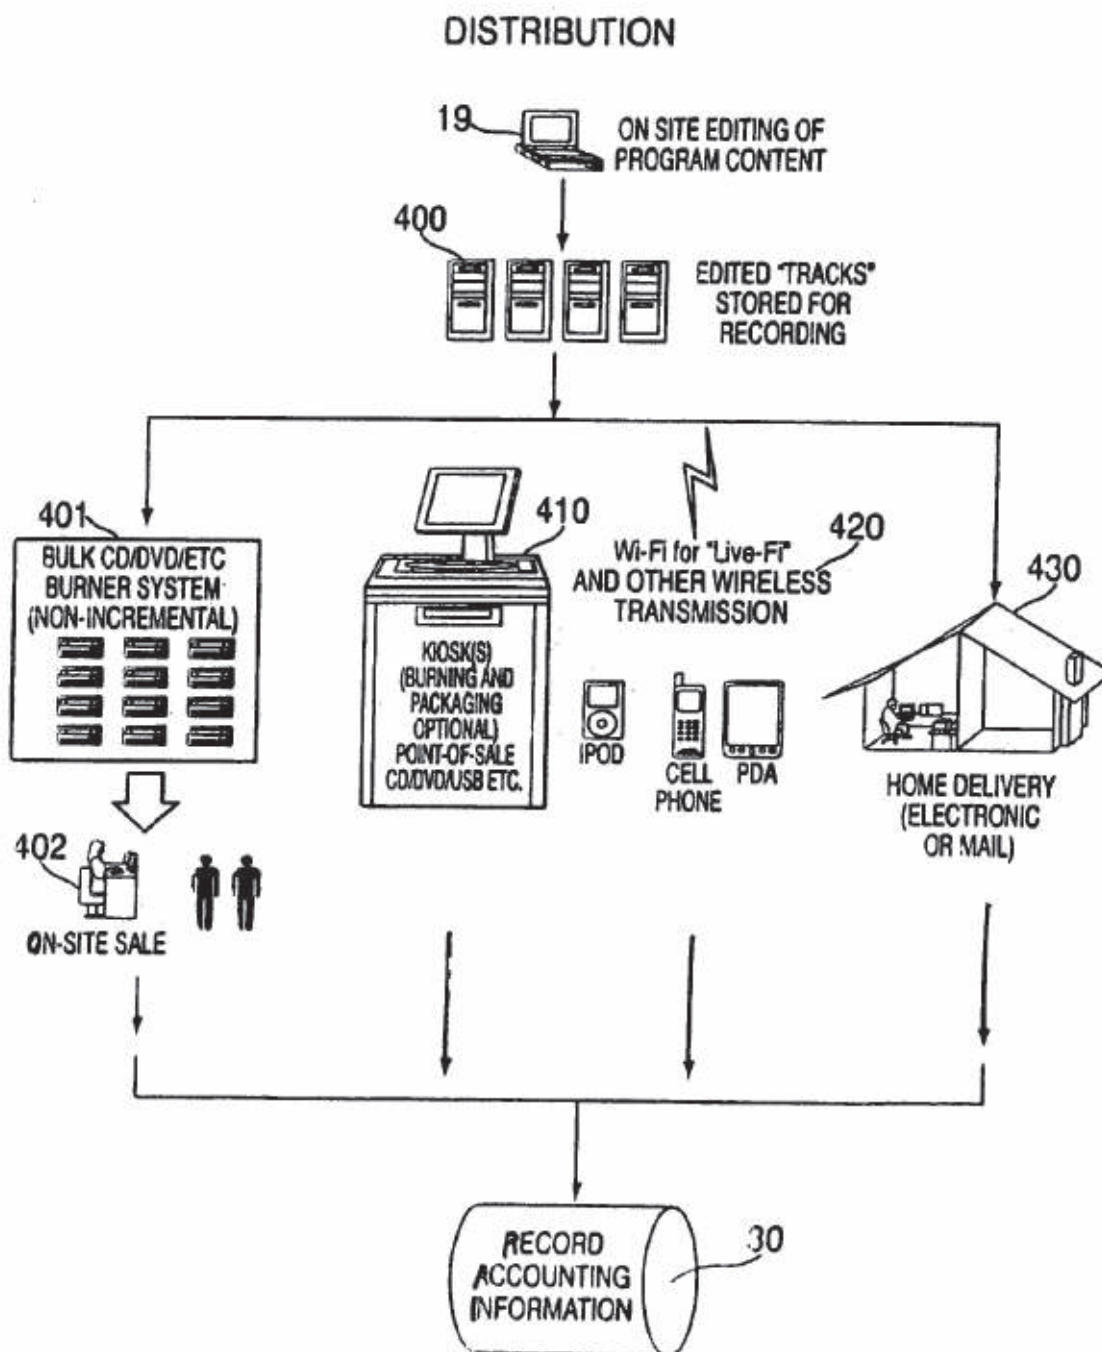 DISTRIBUTION
19
ON SITE EDITING OF
PROGRAM CONTENT
400
EDITED "TRACKS"
STORED FOR
RECORDING
401
BULK CD/DVD/ETC
BURNER SYSTEM
(NON-INCREMENTAL)
410
KIOSK(S)
(BURNING AND
PACKAGING
OPTIONAL)
POINT-OF-SALE
CD/DVD/USB ETC.
420
Wi-Fi for "Live-Fi"
AND OTHER WIRELESS
TRANSMISSION
IPOD
CELL
PHONE
PDA
430
HOME DELIVERY
(ELECTRONIC
OR MAIL)
402
ON-SITE SALE
RECORD
ACCOUNTING
INFORMATION